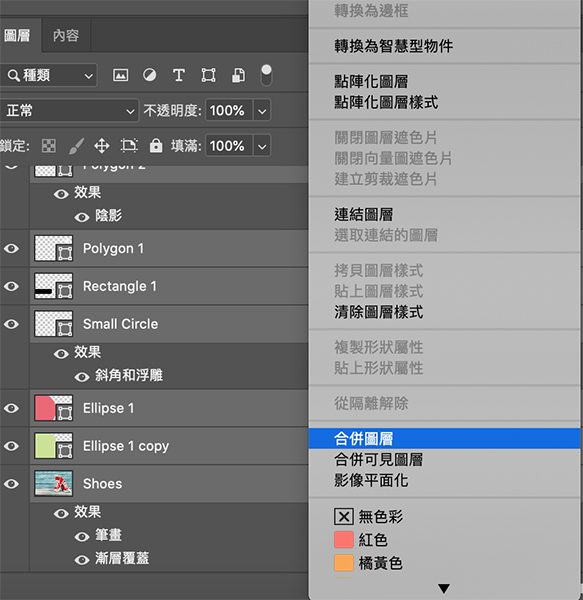 圖層 內容
種類
正常 不透明度: 100%
鎖定: 填滿: 100%
Polygon 2
效果
陰影
Polygon 1
Rectangle 1
Small Circle
效果
斜角和浮雕
Ellipse 1
Ellipse 1 copy
Shoes
效果
筆畫
漸層覆蓋
轉換為邊框
轉換為智慧型物件
點陣化圖層
點陣化圖層樣式
關閉圖層遮色片
關閉向量圖遮色片
建立剪裁遮色片
連結圖層
選取連結的圖層
拷貝圖層樣式
貼上圖層樣式
清除圖層樣式
複製形狀屬性
貼上形狀屬性
從隔離解除
合併圖層
合併可見圖層
影像平面化
無色彩
紅色
橘黃色